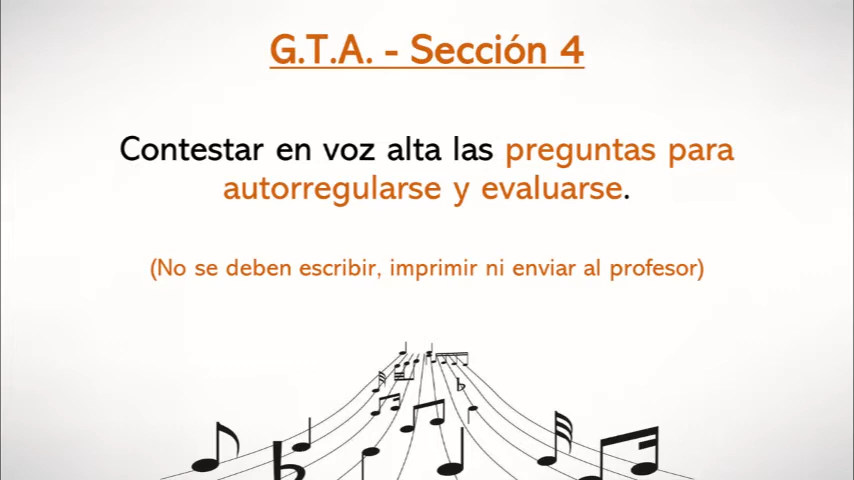 G.T.A. - Sección 4
Contestar en voz alta las preguntas para
autorregularse y evaluarse.
(No se deben escribir, imprimir ni enviar al profesor)